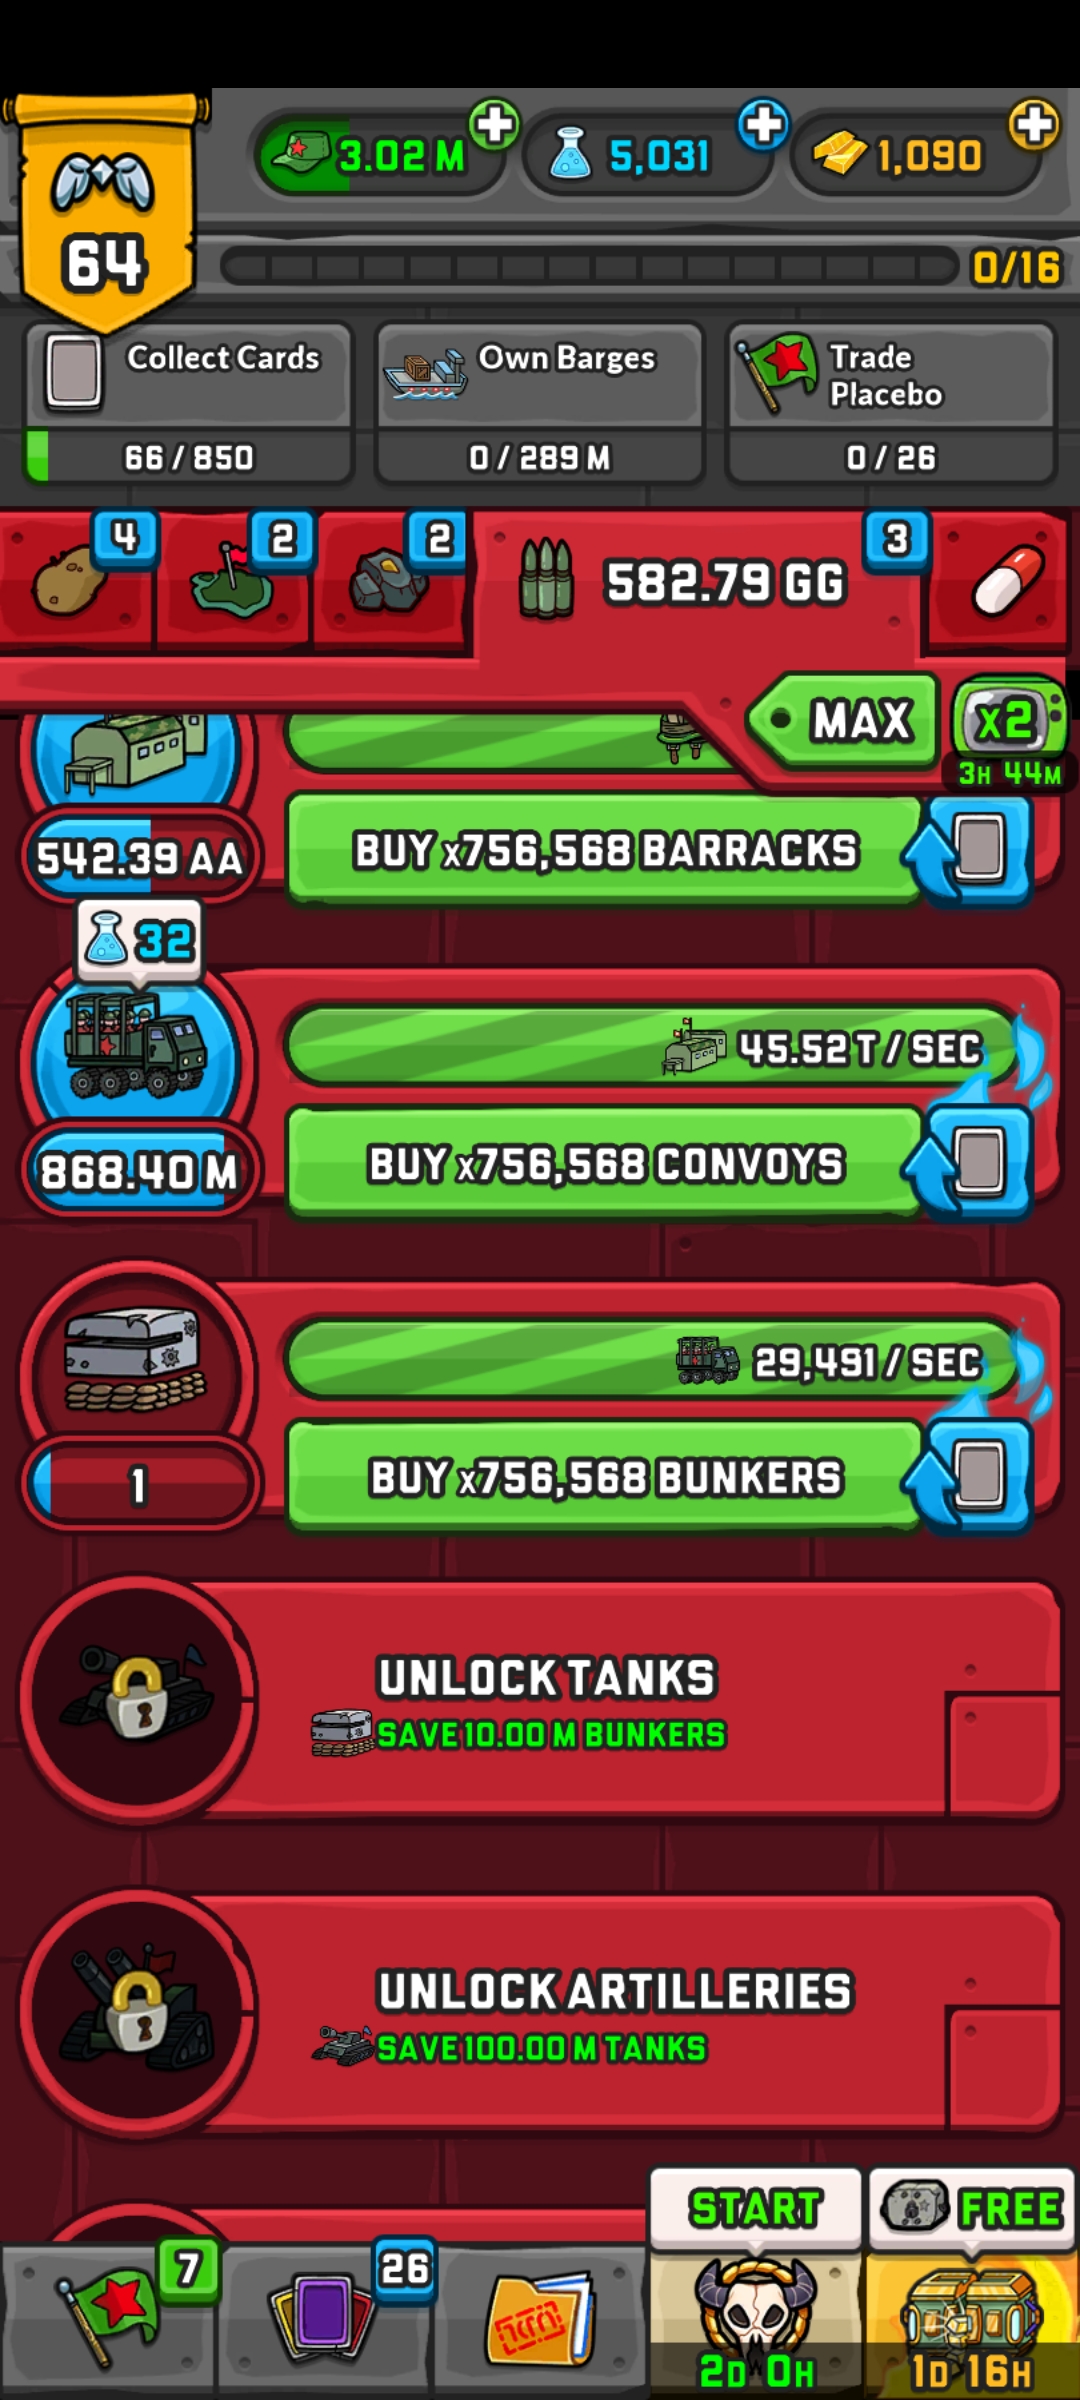 3.02 M
5,031
1,090
64
0/16
Collect Cards
66 / 850
Own Barges
0 / 289 M
Trade
Placebo
0 / 26
4
2
2
582.79 GG
3
MAX
x2
3H 44M
542.39 AA
BUY x756,568 BARRACKS
32
45.52 T / SEC
868.40 M
BUY x756,568 CONVOYS
29,491 / SEC
1
BUY x756,568 BUNKERS
UNLOCK TANKS
SAVE 10.00 M BUNKERS
UNLOCK ARTILLERIES
SAVE 100.00 M TANKS
START
FREE
7
26
2D 0H
1D 16H